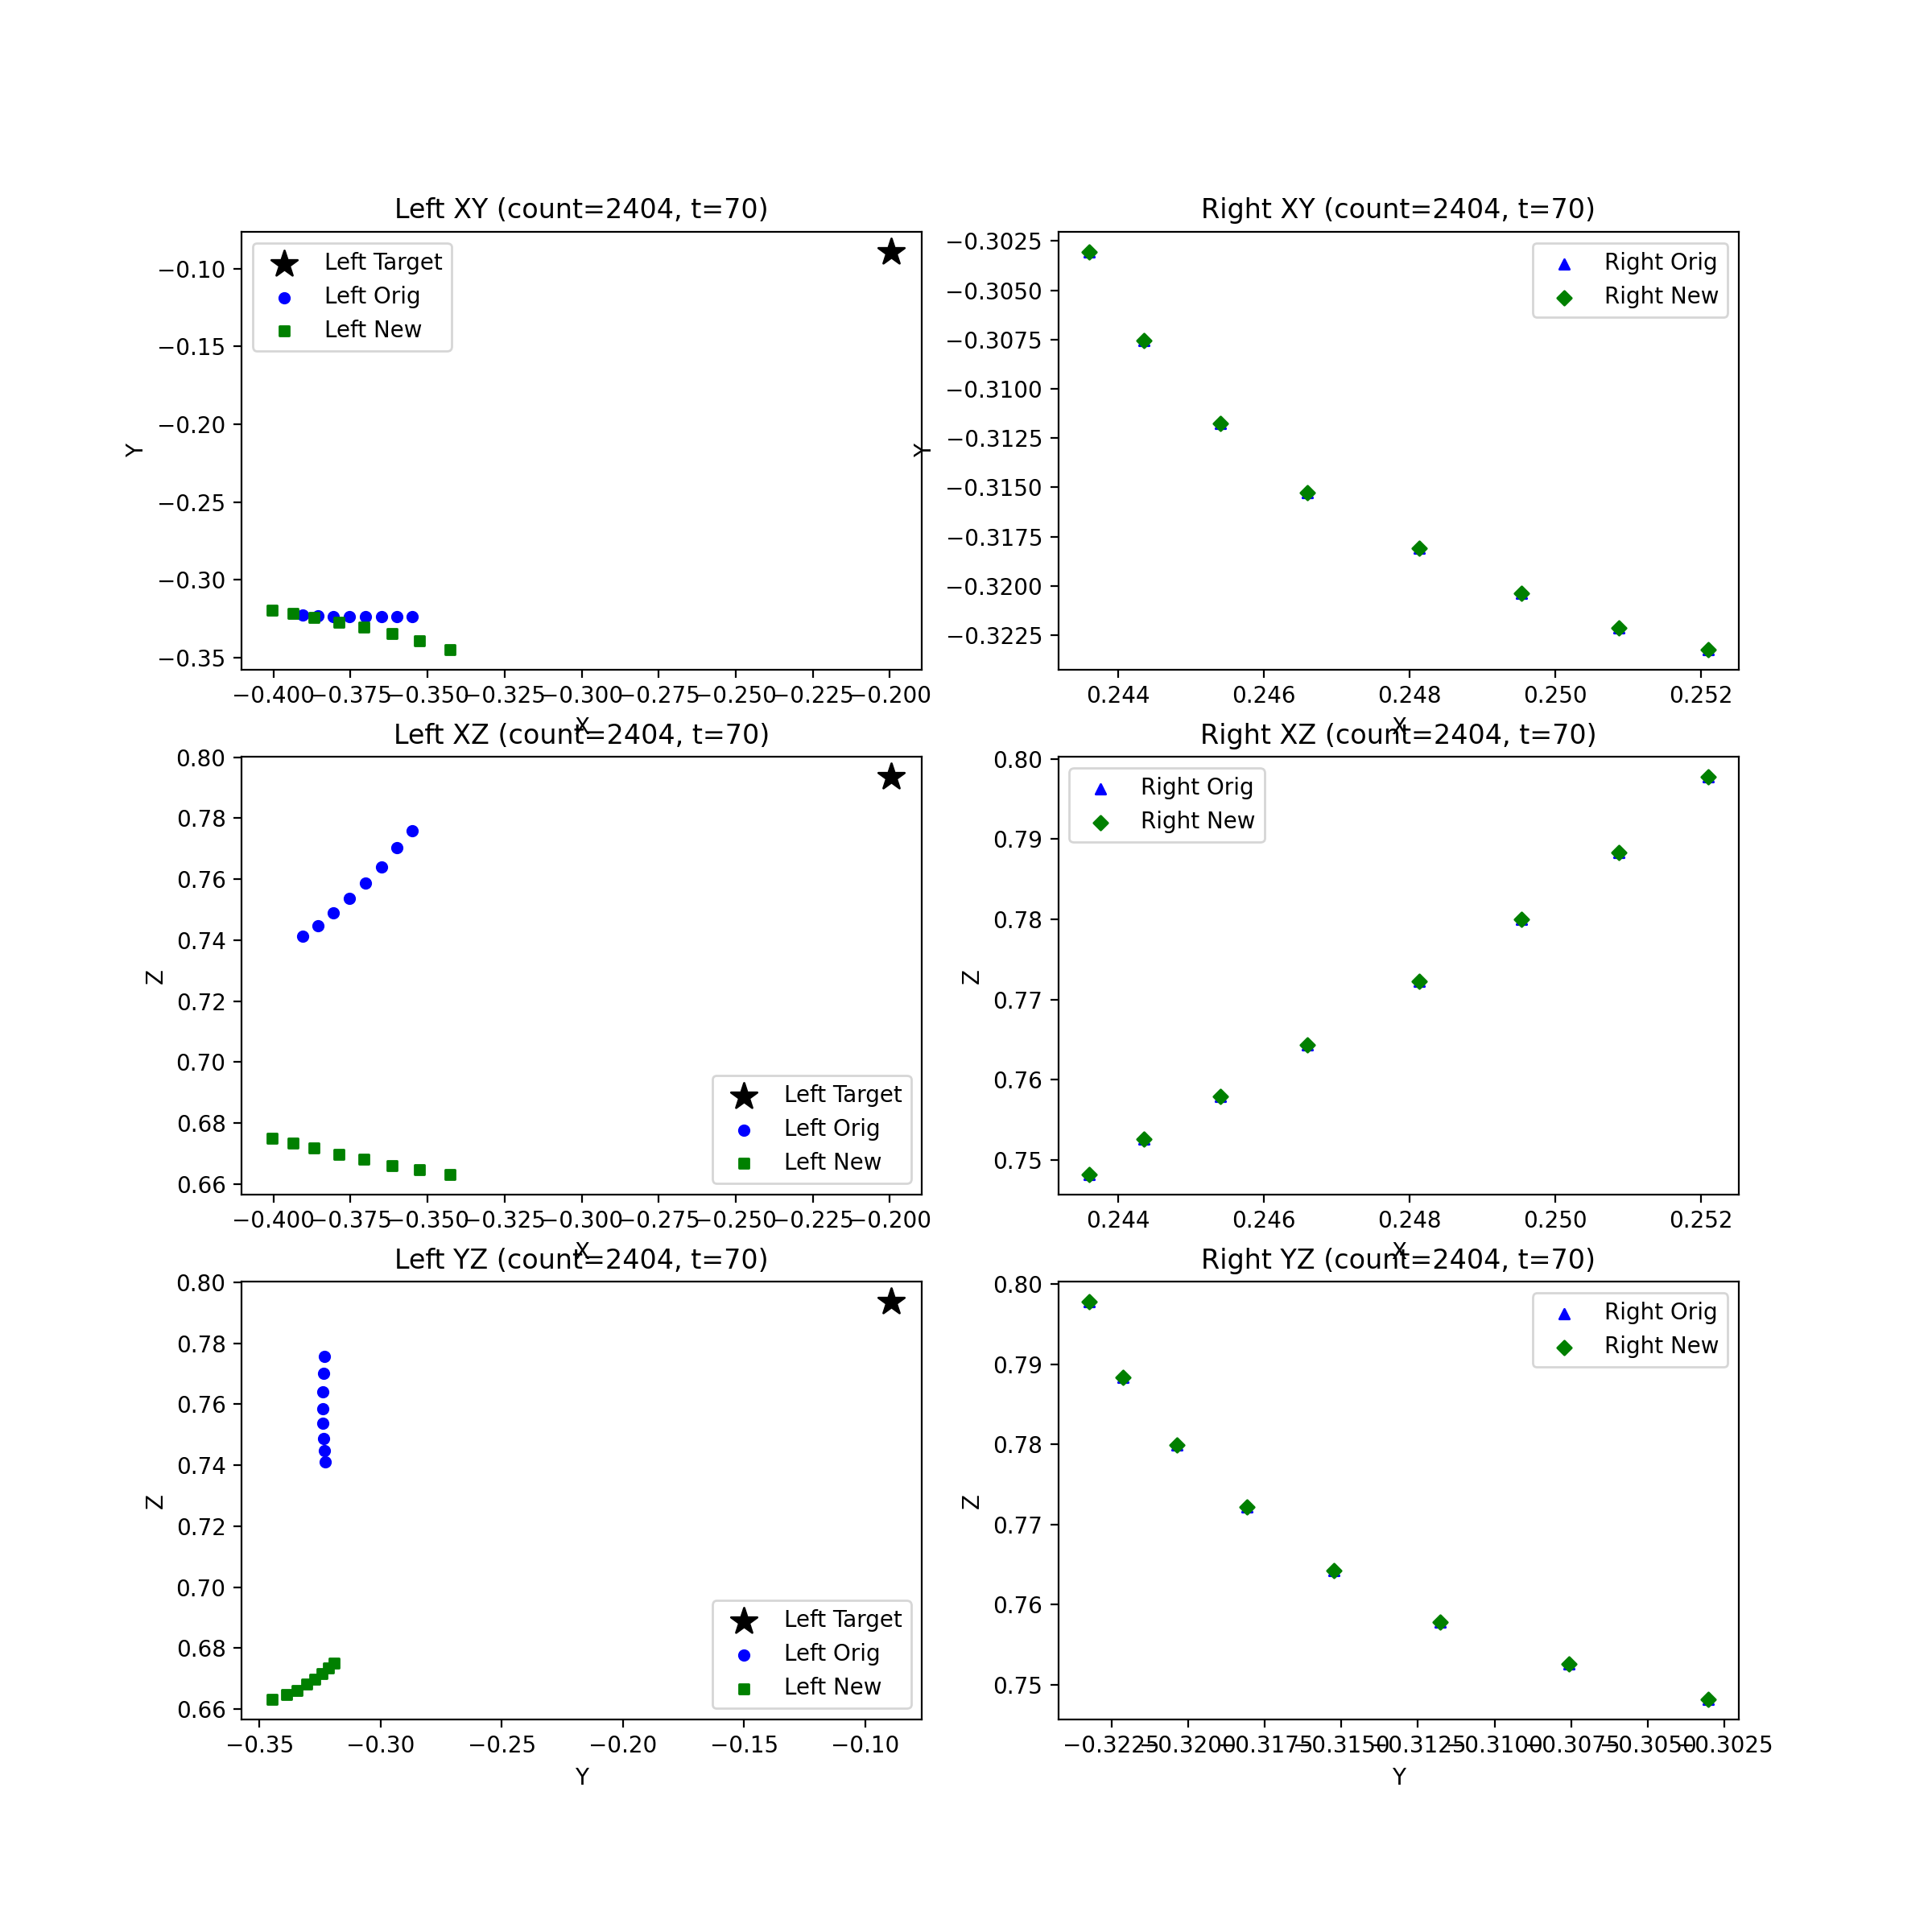 Left XY (count=2404, t=70)
Left Target
Left Orig
Left New
−0.10
−0.15
−0.20
−0.25
−0.30
−0.35
Y
−0.400 −0.375 −0.350 −0.325 −0.300 −0.275 −0.250 −0.225 −0.200
X
Right XY (count=2404, t=70)
Right Orig
Right New
−0.3025
−0.3050
−0.3075
−0.3100
−0.3125
−0.3150
−0.3175
−0.3200
−0.3225
Y
0.244 0.246 0.248 0.250 0.252
X
Left XZ (count=2404, t=70)
0.80
0.78
0.76
0.74
0.72
0.70
0.68
0.66
Z
Left Target
Left Orig
Left New
−0.400 −0.375 −0.350 −0.325 −0.300 −0.275 −0.250 −0.225 −0.200
X
Right XZ (count=2404, t=70)
Right Orig
Right New
0.80
0.79
0.78
0.77
0.76
0.75
Z
0.244 0.246 0.248 0.250 0.252
X
Left YZ (count=2404, t=70)
0.80
0.78
0.76
0.74
0.72
0.70
0.68
0.66
Z
Left Target
Left Orig
Left New
−0.35 −0.30 −0.25 −0.20 −0.15 −0.10
Y
Right YZ (count=2404, t=70)
Right Orig
Right New
0.80
0.79
0.78
0.77
0.76
0.75
Z
−0.3225 −0.3200 −0.3175 −0.3150 −0.3125 −0.3100 −0.3075 −0.3050 −0.3025
Y